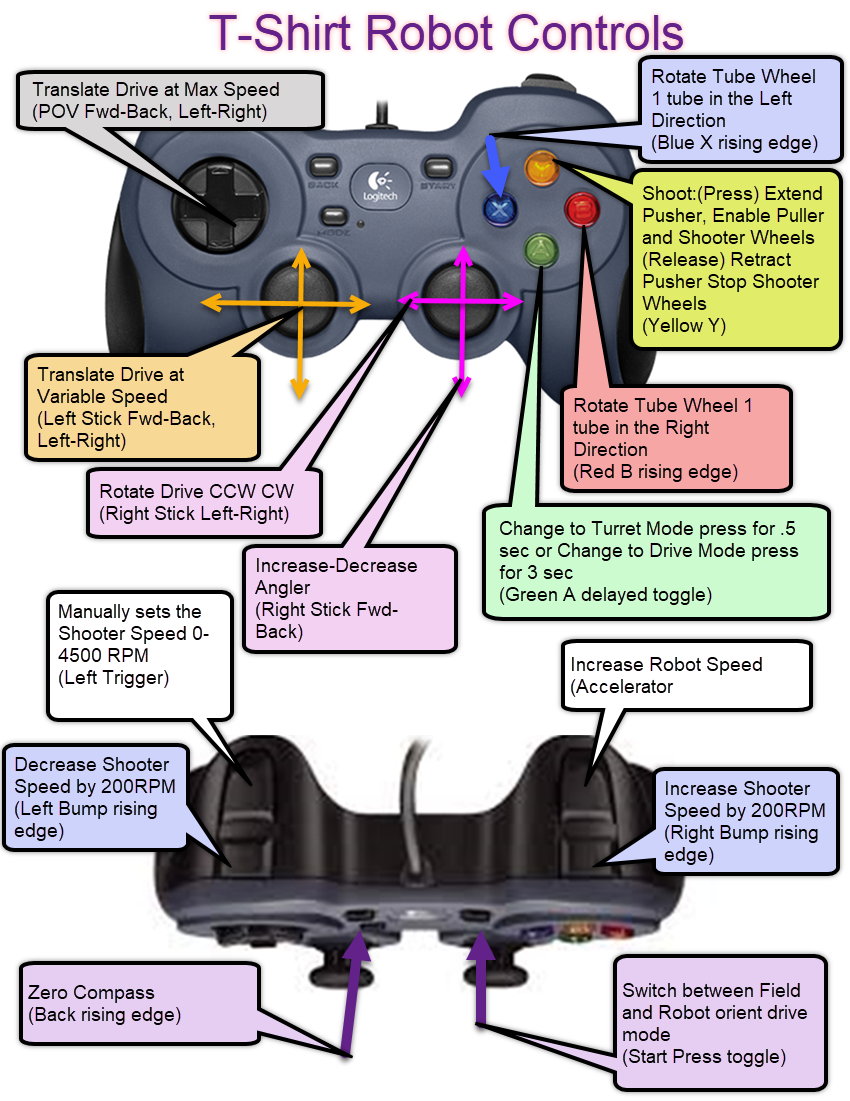 T-Shirt Robot Controls
Translate Drive at Max Speed
(POV Fwd-Back, Left-Right)
Rotate Tube Wheel
1 tube in the Left
Direction
(Blue X rising edge)
BACK
START
Logitech
MODE
Y
X
B
A
Shoot:(Press) Extend
Pusher, Enable Puller
and Shooter Wheels
(Release) Retract
Pusher Stop Shooter
Wheels
(Yellow Y)
Translate Drive at
Variable Speed
(Left Stick Fwd-Back,
Left-Right)
Rotate Tube Wheel 1
tube in the Right
Direction
(Red B rising edge)
Rotate Drive CCW CW
(Right Stick Left-Right)
Change to Turret Mode press for .5
sec or Change to Drive Mode press
for 3 sec
(Green A delayed toggle)
Increase-Decrease
Angler
(Right Stick Fwd-
Back)
Manually sets the
Shooter Speed 0-
4500 RPM
(Left Trigger)
Increase Robot Speed
(Accelerator
Decrease Shooter
Speed by 200RPM
(Left Bump rising
edge)
Increase Shooter
Speed by 200RPM
(Right Bump rising
edge)
Zero Compass
(Back rising edge)
Switch between Field
and Robot orient drive
mode
(Start Press toggle)